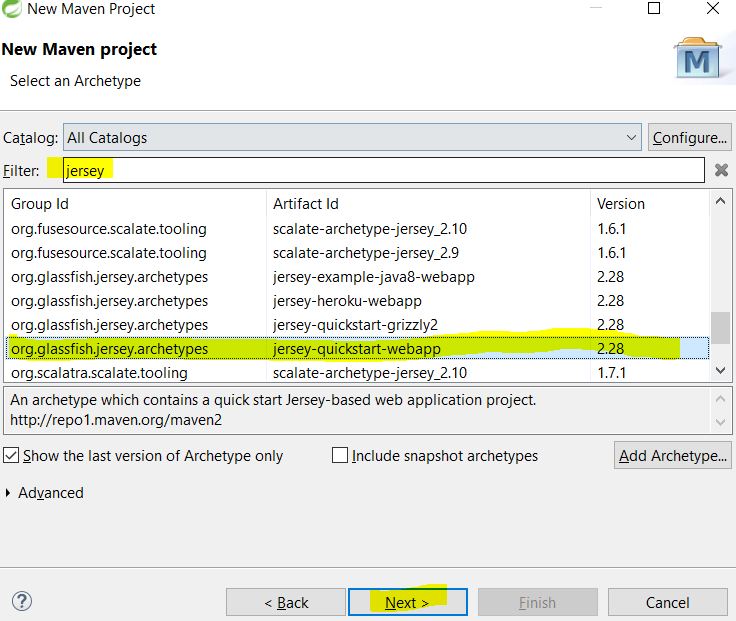 New Maven Project
New Maven project
Select an Archetype
M
Catalog: All Catalogs Configure...
Filter: jersey
Group Id Artifact Id Version
org.fusesource.scalate.tooling scalate-archetype-jersey_2.10 1.6.1
org.fusesource.scalate.tooling scalate-archetype-jersey_2.9 1.6.1
org.glassfish.jersey.archetypes jersey-example-java8-webapp 2.28
org.glassfish.jersey.archetypes jersey-heroku-webapp 2.28
org.glassfish.jersey.archetypes jersey-quickstart-grizzly2 2.28
org.glassfish.jersey.archetypes jersey-quickstart-webapp 2.28
org.scalatra.scalate.tooling scalate-archetype-jersey_2.10 1.7.1
An archetype which contains a quick start Jersey-based web application project.
http://repo1.maven.org/maven2
Show the last version of Archetype only Include snapshot archetypes Add Archetype...
Advanced
? < Back Next > Finish Cancel